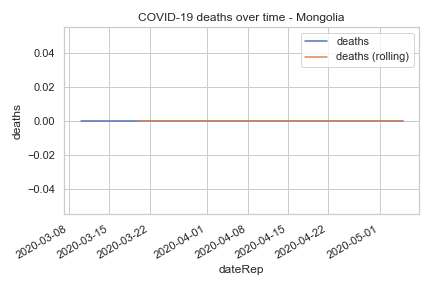 COVID-19 deaths over time - Mongolia
deaths
deaths (rolling)
0.04
0.02
0.00
−0.02
−0.04
deaths
2020-03-08
2020-03-15
2020-03-22
2020-04-01
2020-04-08
2020-04-15
2020-04-22
2020-05-01
dateRep